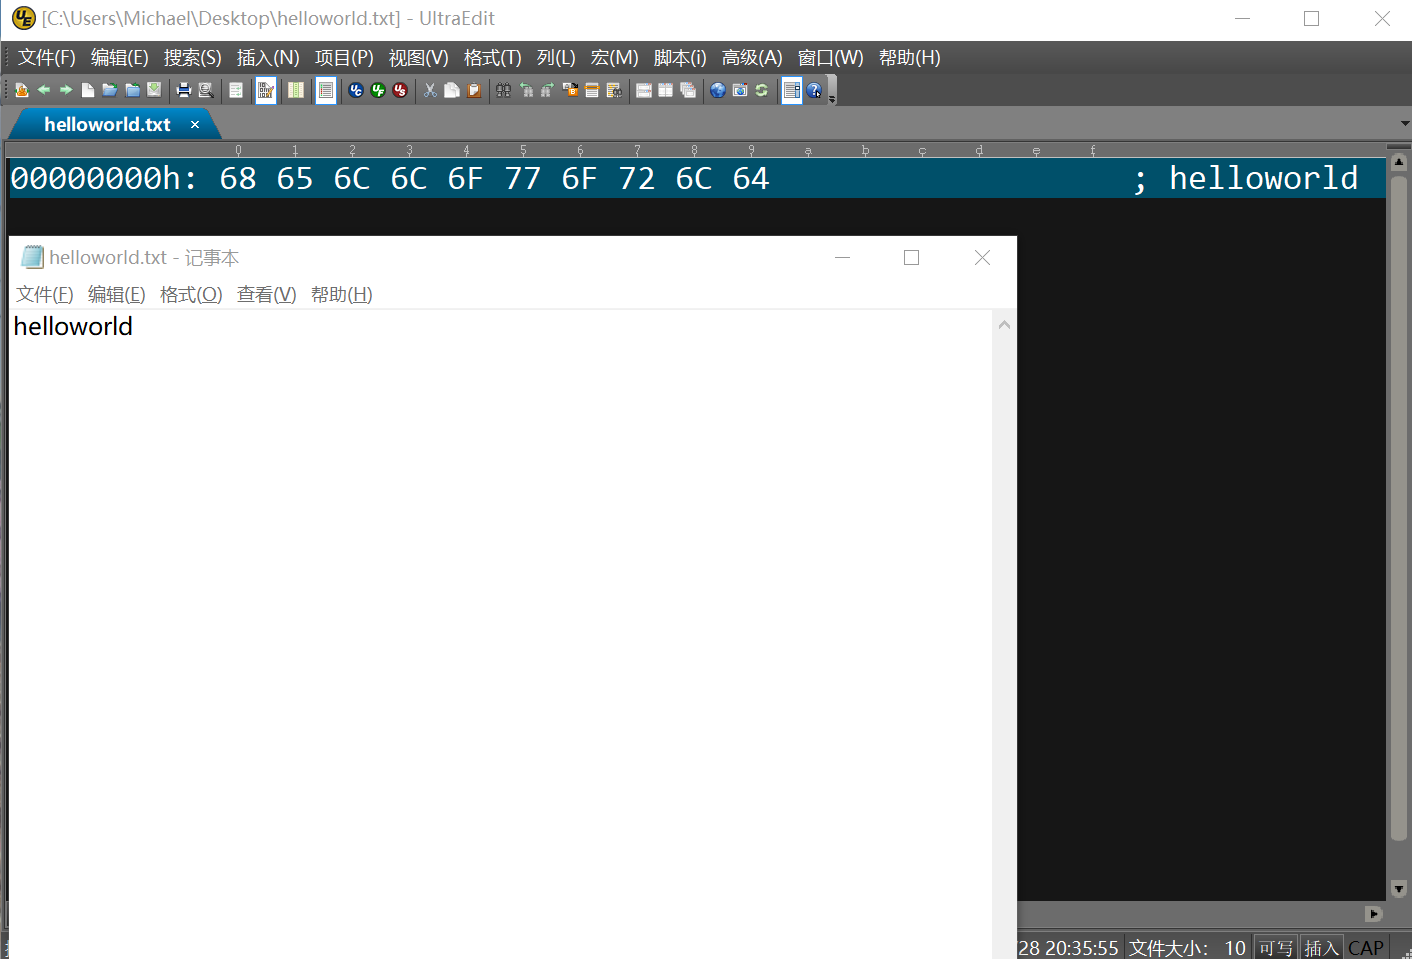 [C:\Users\Michael\Desktop\helloworld.txt] - UltraEdit
文件(F) 编辑(E) 搜索(S) 插入(N) 项目(P) 视图(V) 格式(T) 列(L) 宏(M) 脚本(i) 高级(A) 窗口(W) 帮助(H)
helloworld.txt ×
0 1 2 3 4 5 6 7 8 9 a b c d e f
00000000h: 68 65 6C 6C 6F 77 6F 72 6C 64 ; helloworld
helloworld.txt - 记事本
文件(F) 编辑(E) 格式(O) 查看(V) 帮助(H)
helloworld
/28 20:35:55 文件大小: 10 可写 插入 CAP